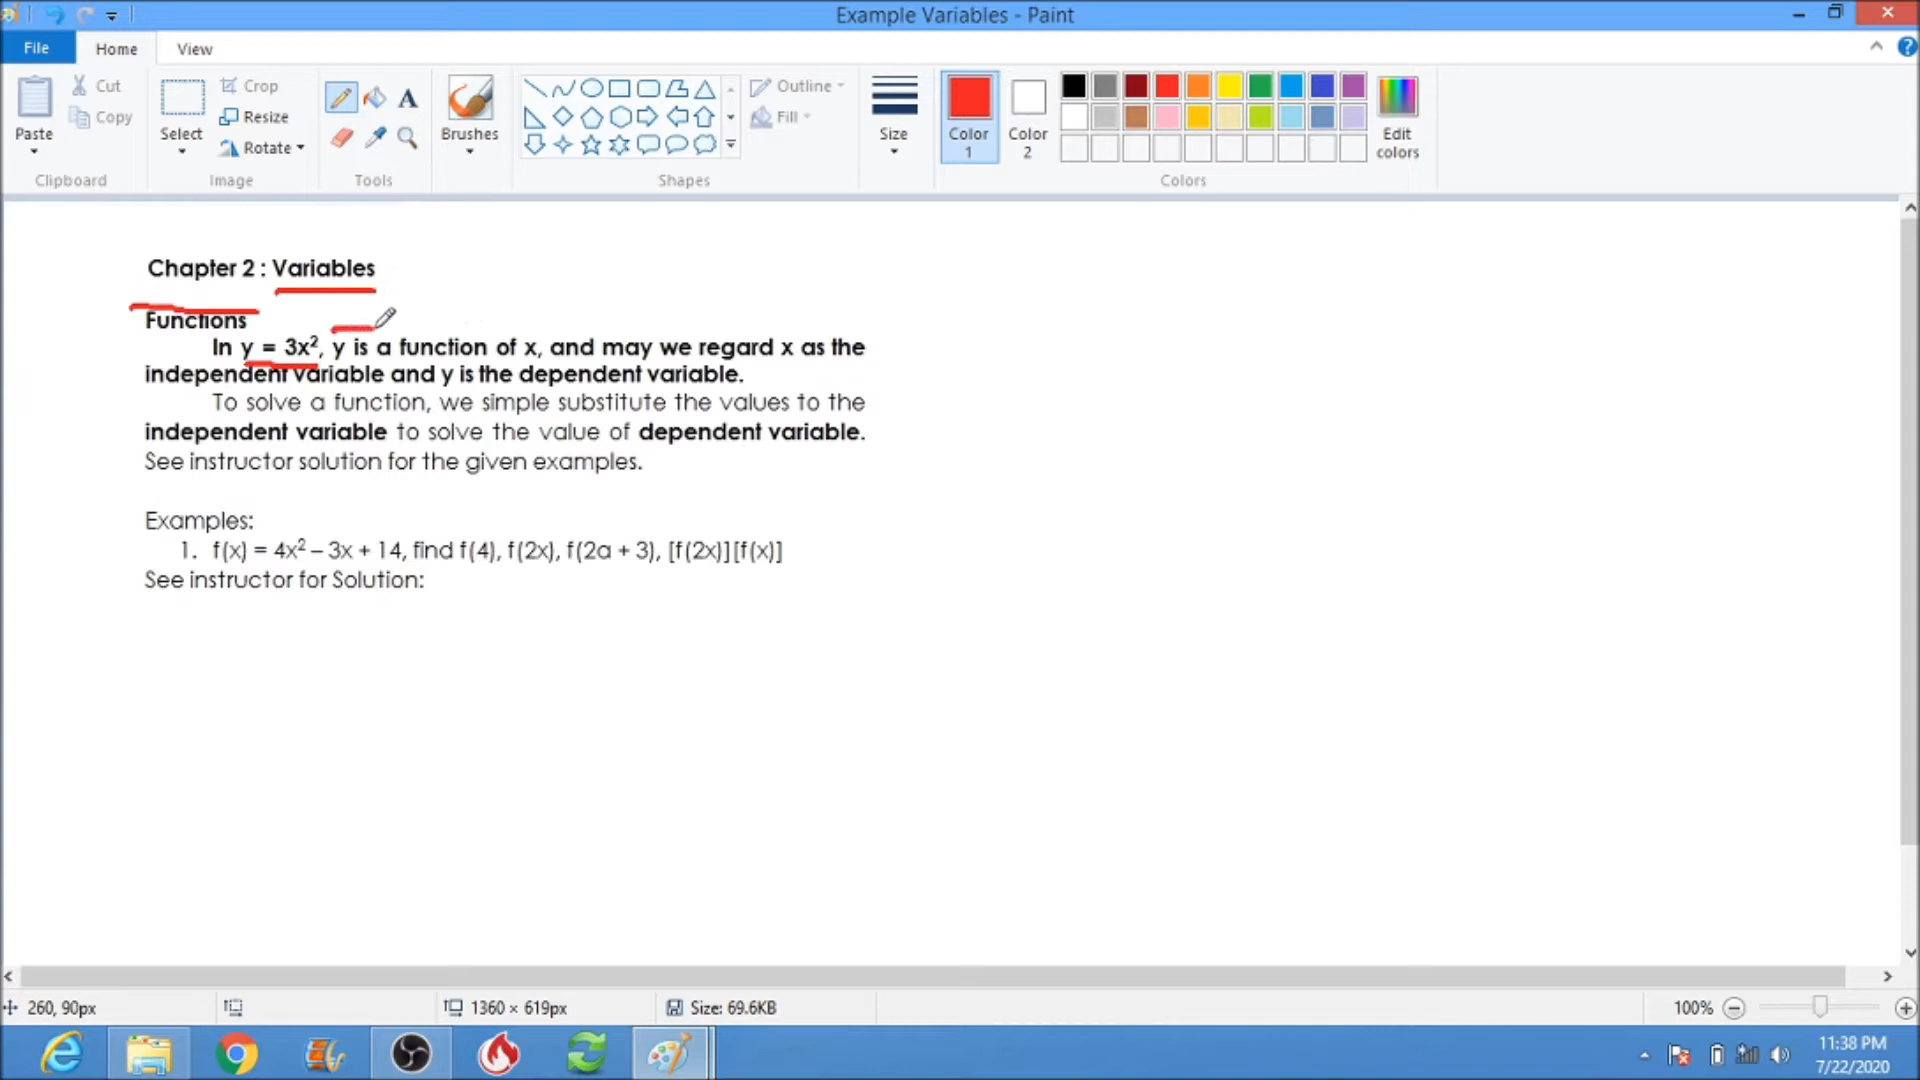 Example Variables - Paint
File
Home
View
Paste
Cut
Copy
Clipboard
Select
Crop
Resize
Rotate
Image
A
Tools
Brushes
Shapes
Outline
Fill
Size
Color 1
Color 2
Edit colors
Colors
Chapter 2 : Variables
Functions
In y = 3x², y is a function of x, and may we regard x as the
independent variable and y is the dependent variable.
To solve a function, we simple substitute the values to the
independent variable to solve the value of dependent variable.
See instructor solution for the given examples.
Examples:
1. f(x) = 4x² – 3x + 14, find f(4), f(2x), f(2a + 3), [f(2x)][f(x)]
See instructor for Solution:
260, 90px
1360 × 619px
Size: 69.6KB
100%
11:38 PM
7/22/2020